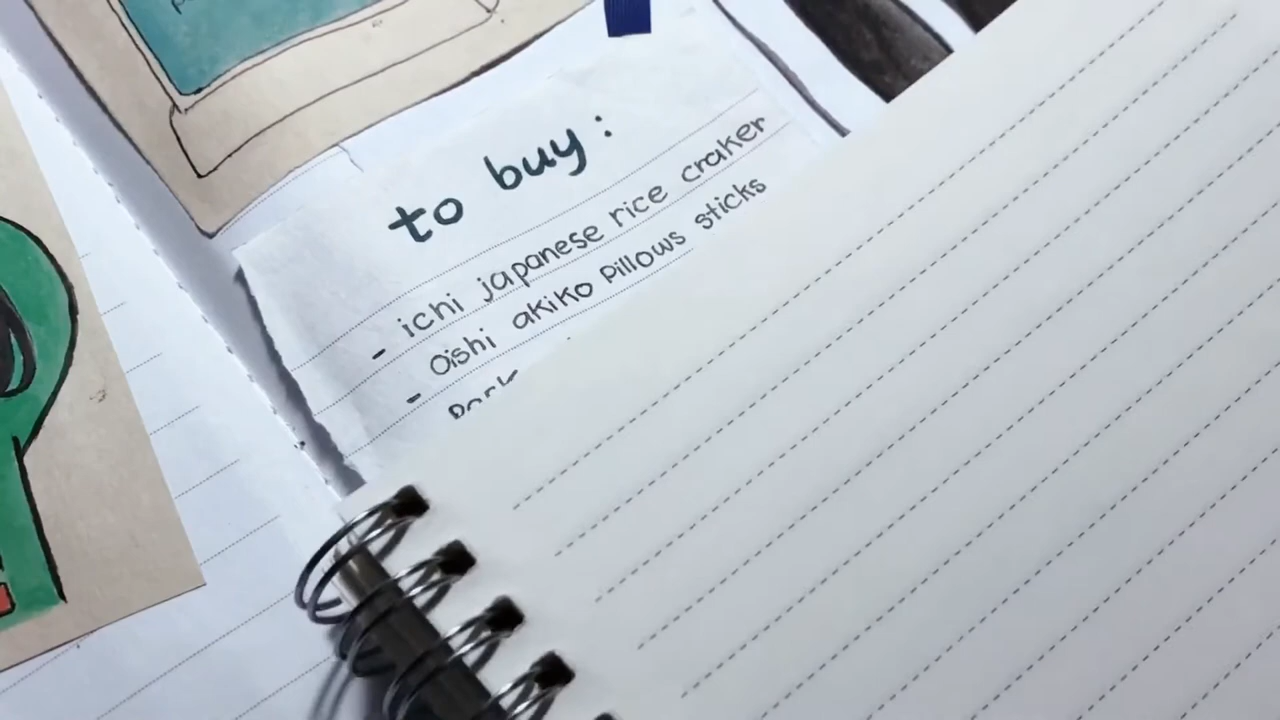 to buy:
- ichi japanese rice craker
- Oishi akiko Pillows sticks